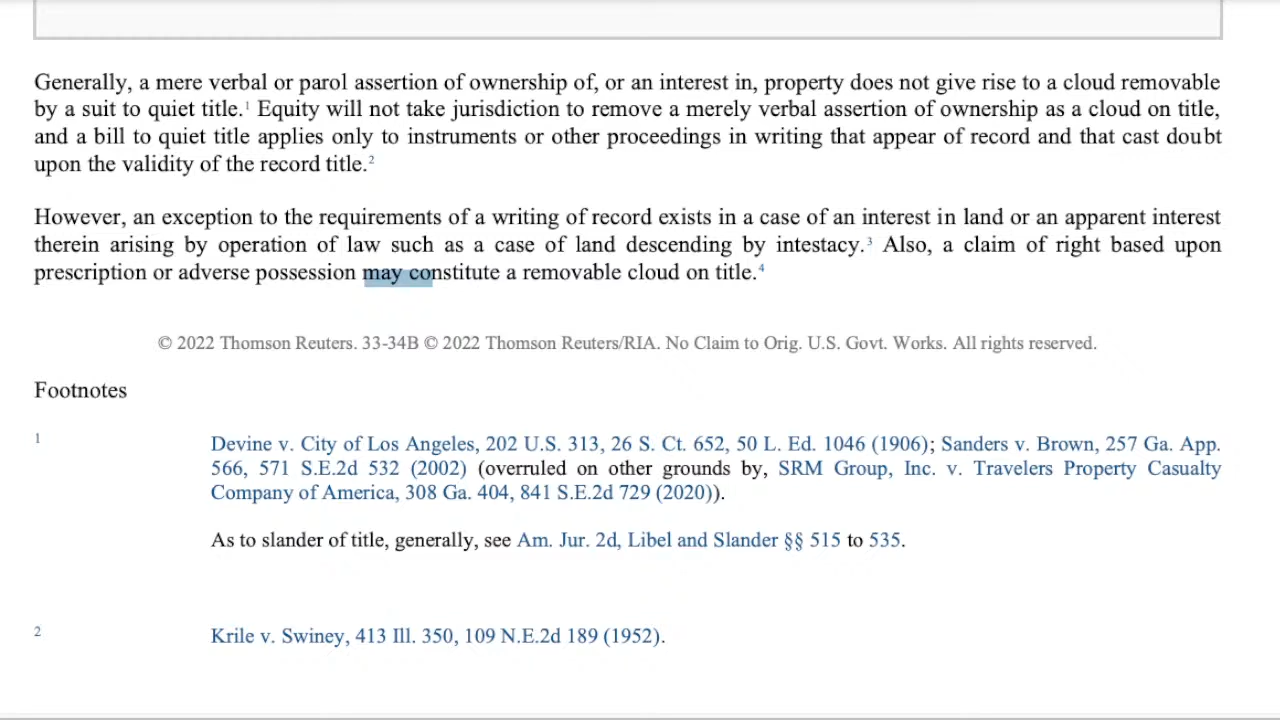 Generally, a mere verbal or parol assertion of ownership of, or an interest in, property does not give rise to a cloud removable
by a suit to quiet title.1 Equity will not take jurisdiction to remove a merely verbal assertion of ownership as a cloud on title,
and a bill to quiet title applies only to instruments or other proceedings in writing that appear of record and that cast doubt
upon the validity of the record title.2
However, an exception to the requirements of a writing of record exists in a case of an interest in land or an apparent interest
therein arising by operation of law such as a case of land descending by intestacy.3 Also, a claim of right based upon
prescription or adverse possession may constitute a removable cloud on title.4
© 2022 Thomson Reuters. 33-34B © 2022 Thomson Reuters/RIA. No Claim to Orig. U.S. Govt. Works. All rights reserved.
Footnotes
1
Devine v. City of Los Angeles, 202 U.S. 313, 26 S. Ct. 652, 50 L. Ed. 1046 (1906); Sanders v. Brown, 257 Ga. App.
566, 571 S.E.2d 532 (2002) (overruled on other grounds by, SRM Group, Inc. v. Travelers Property Casualty
Company of America, 308 Ga. 404, 841 S.E.2d 729 (2020)).
As to slander of title, generally, see Am. Jur. 2d, Libel and Slander §§ 515 to 535.
2
Krile v. Swiney, 413 Ill. 350, 109 N.E.2d 189 (1952).